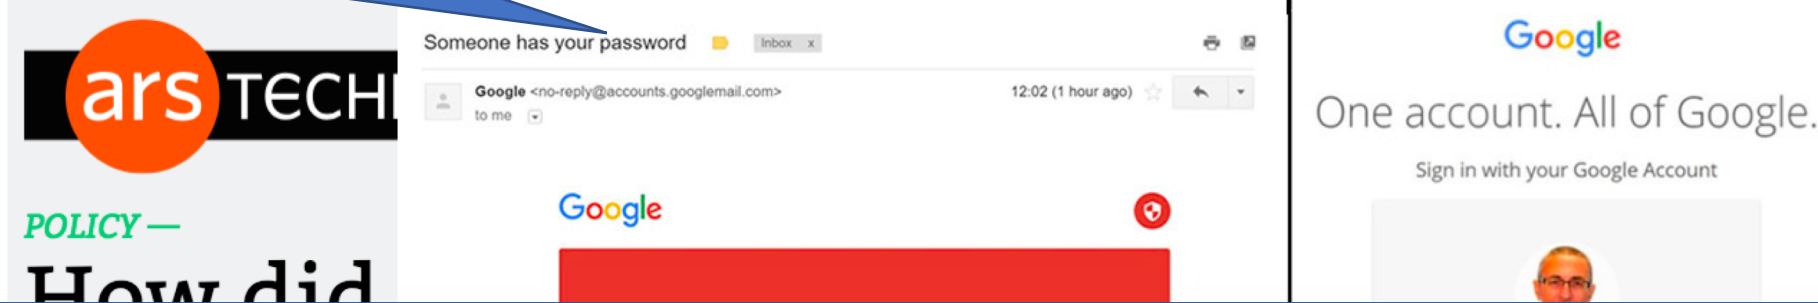 ars TECH
POLICY —
How did
Someone has your password
Inbox x
Google <no-reply@accounts.googlemail.com>
12:02 (1 hour ago)
to me
Google
Google
One account. All of Google.
Sign in with your Google Account